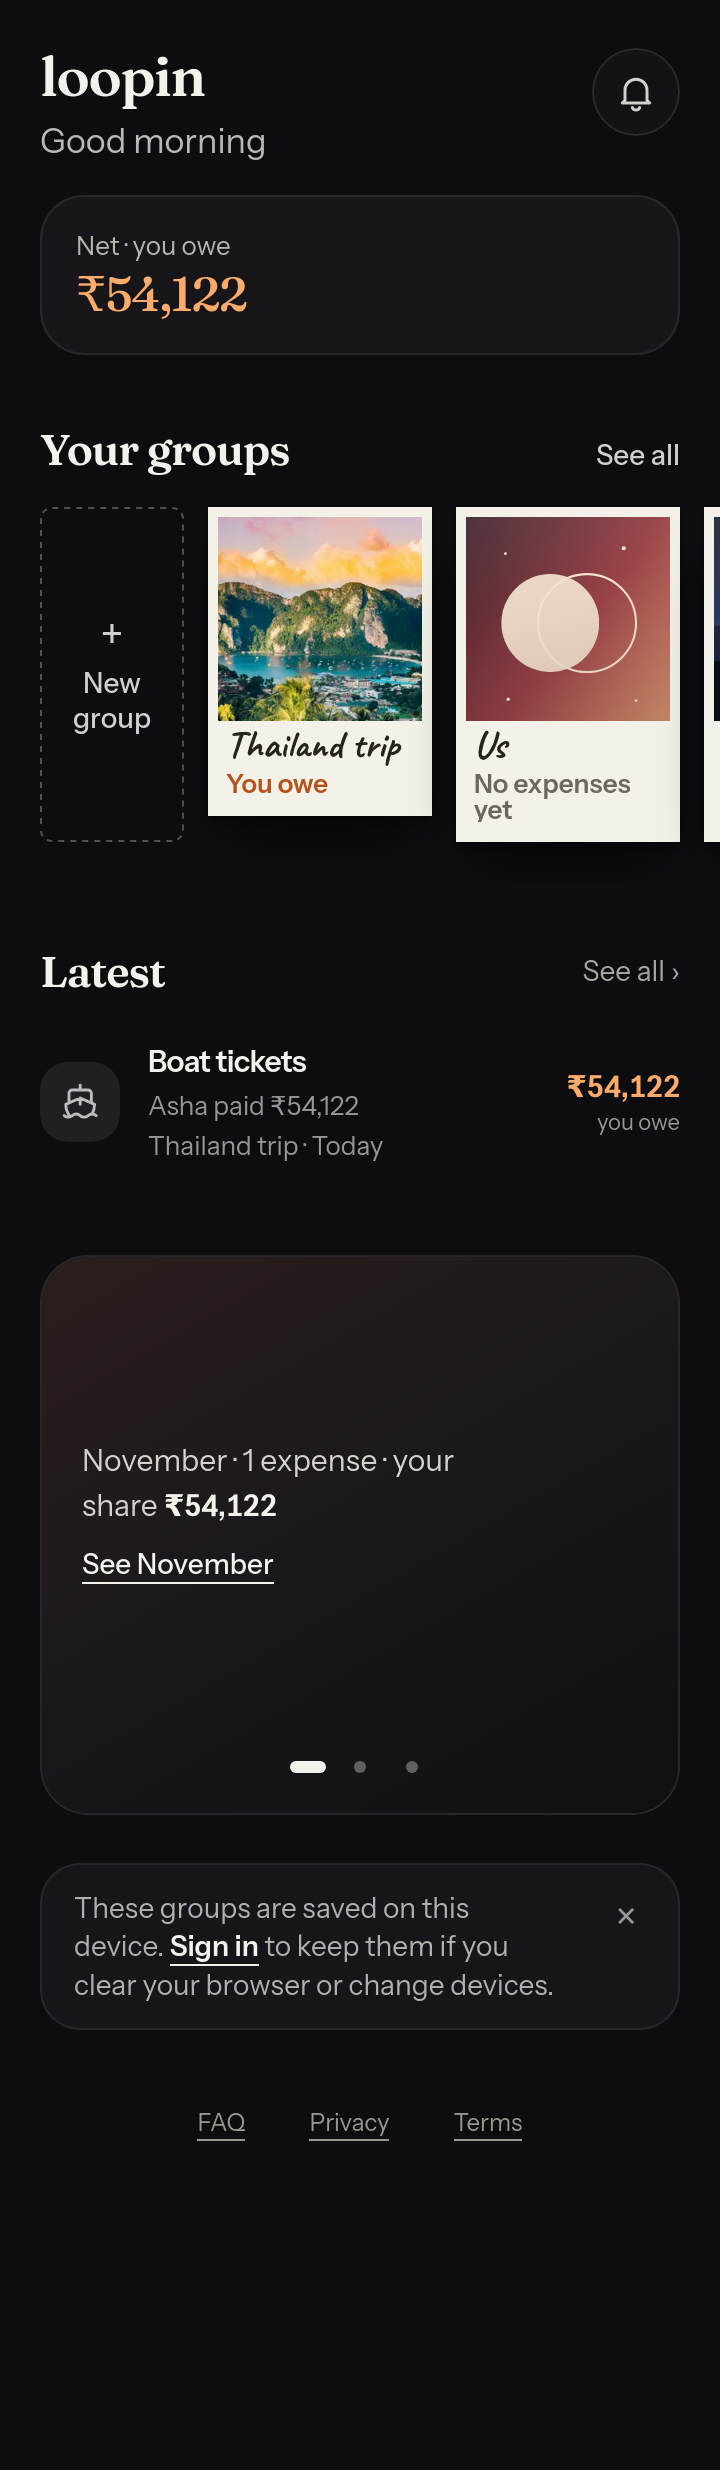 loopin
Good morning
Net · you owe
₹54,122
Your groups
See all
+
New
group
Thailand trip
You owe
Us
No expenses
yet
Latest
See all ›
Boat tickets
Asha paid ₹54,122
Thailand trip · Today
₹54,122
you owe
November · 1 expense · your
share ₹54,122
See November
These groups are saved on this
device. Sign in to keep them if you
clear your browser or change devices.
×
FAQ
Privacy
Terms